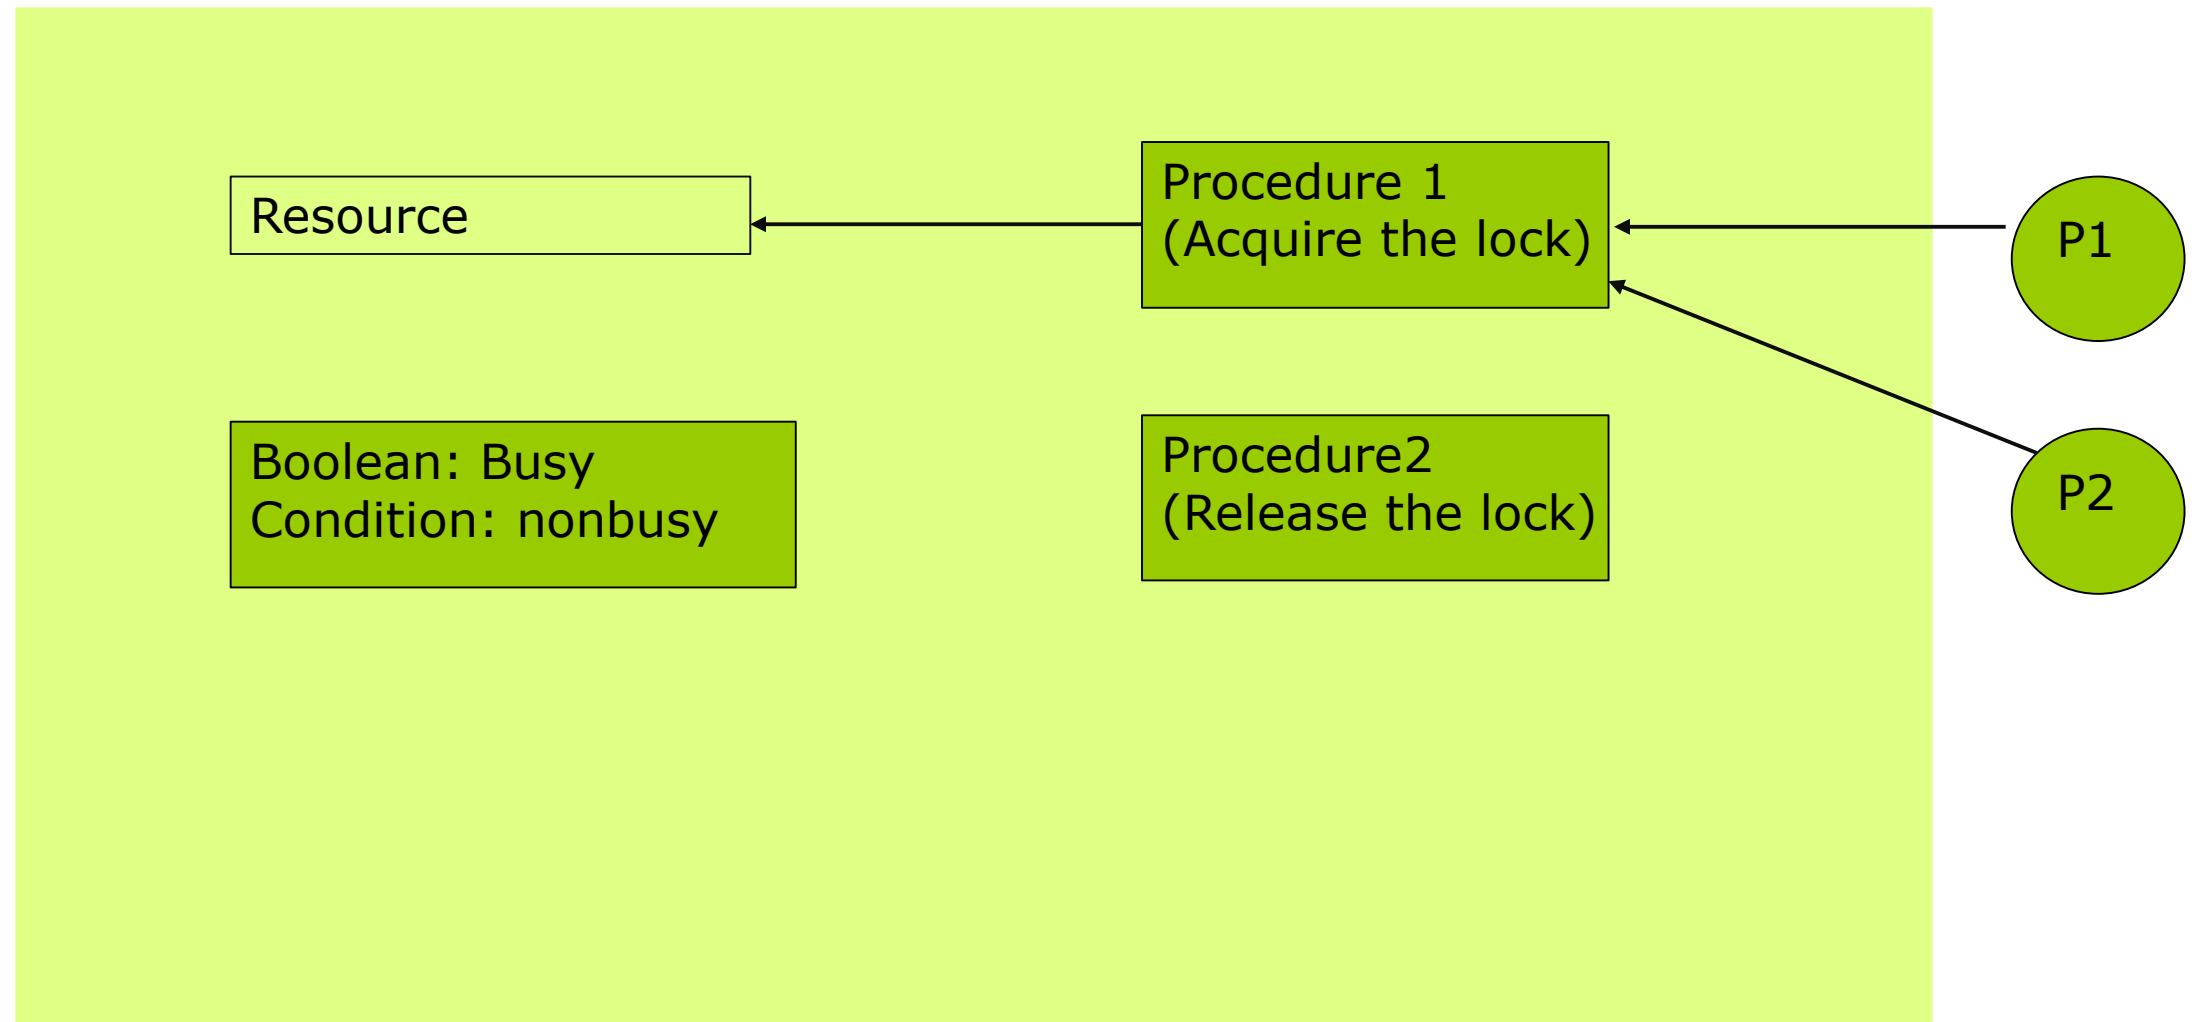 Resource
Procedure 1
(Acquire the lock)
P1
Boolean: Busy
Condition: nonbusy
Procedure2
(Release the lock)
P2